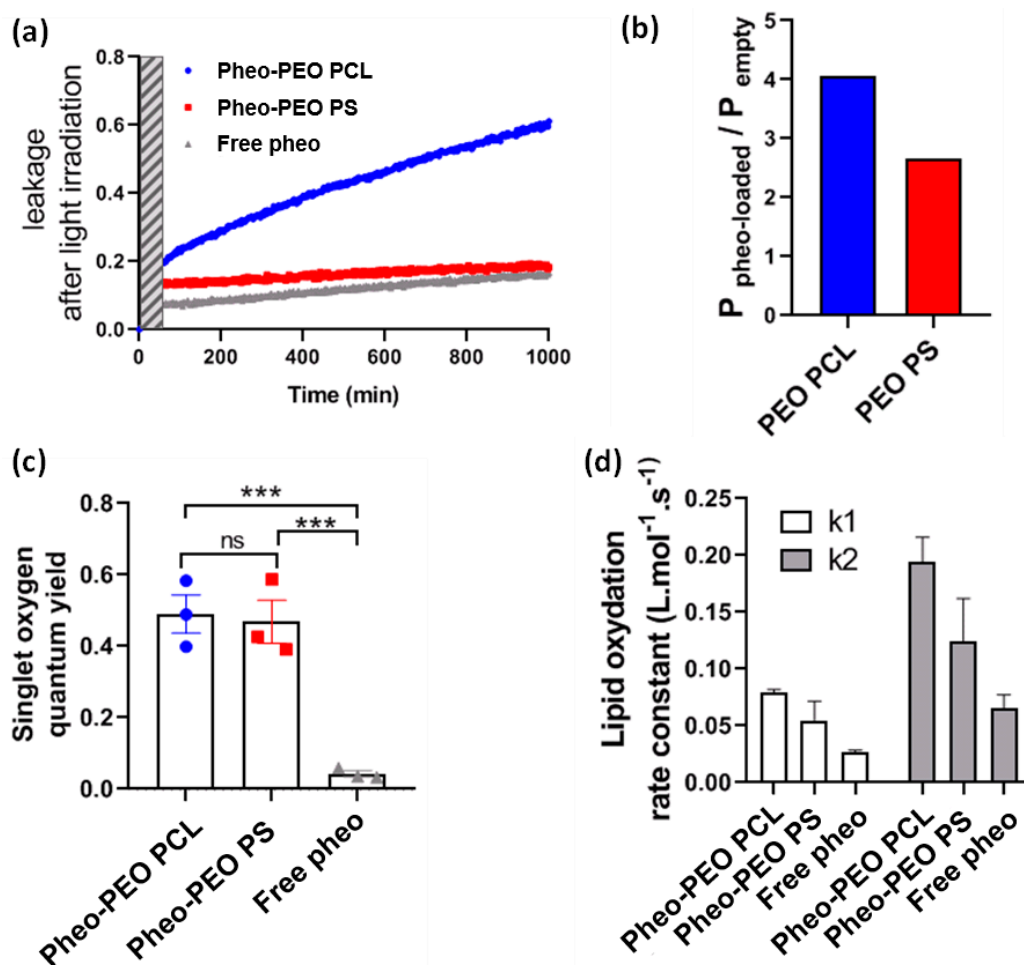 (a)
leakage
after light irradiation
0.8
0.6
0.4
0.2
0.0
Pheo-PEO PCL
Pheo-PEO PS
Free pheo
0
200
400
600
800
1000
Time (min)
(b)
P pheo-loaded / P empty
5
4
3
2
1
0
PEO PCL
PEO PS
(c)
Singlet oxygen
quantum yield
0.8
0.6
0.4
0.2
0.0
***
***
ns
Pheo-PEO PCL
Pheo-PEO PS
Free pheo
(d)
Lipid oxydation
rate constant (L.mol⁻¹.s⁻¹)
0.25
0.20
0.15
0.10
0.05
0.00
k1
k2
Pheo-PEO PCL
Pheo-PEO PS
Free pheo
Pheo-PEO PCL
Pheo-PEO PS
Free pheo